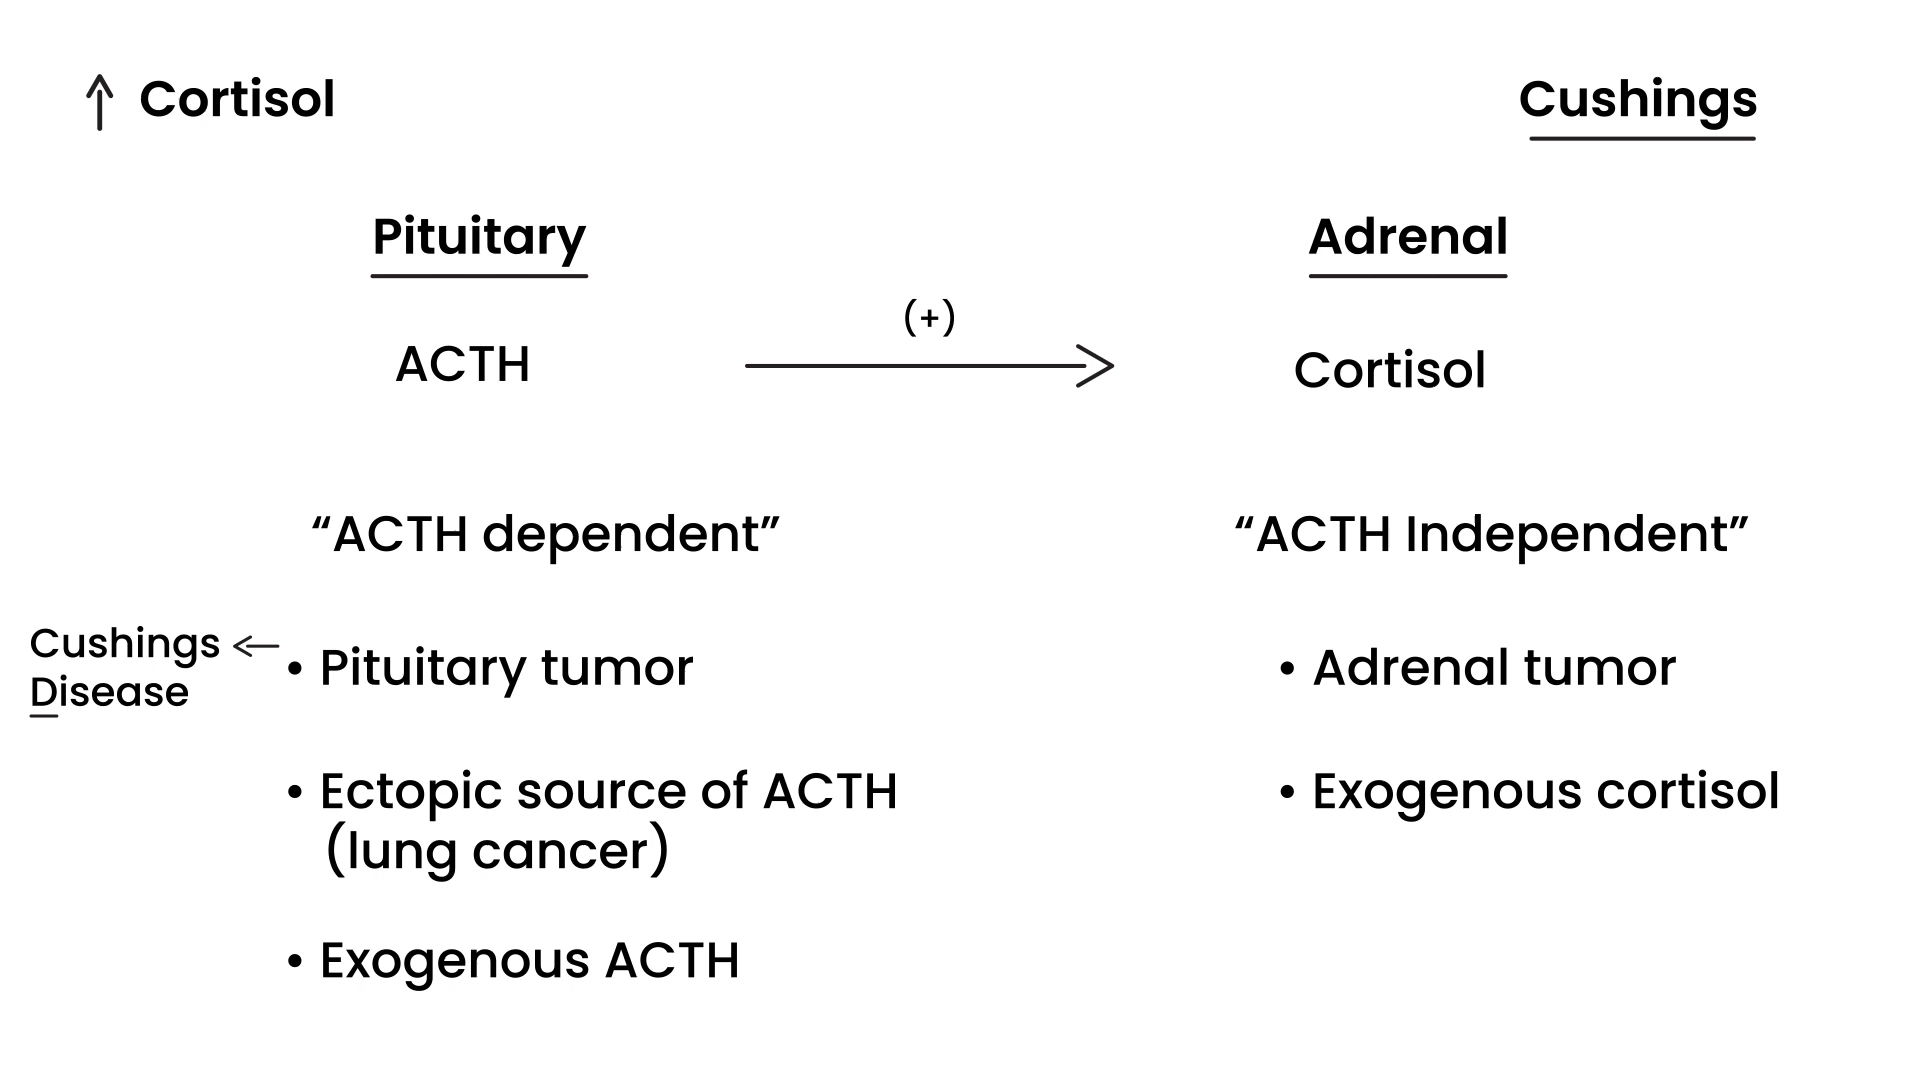 ↑ Cortisol
Cushings
Pituitary
Adrenal
(+)
ACTH
Cortisol
“ACTH dependent”
“ACTH Independent”
Cushings
Disease
• Pituitary tumor
• Adrenal tumor
• Ectopic source of ACTH
(lung cancer)
• Exogenous cortisol
• Exogenous ACTH